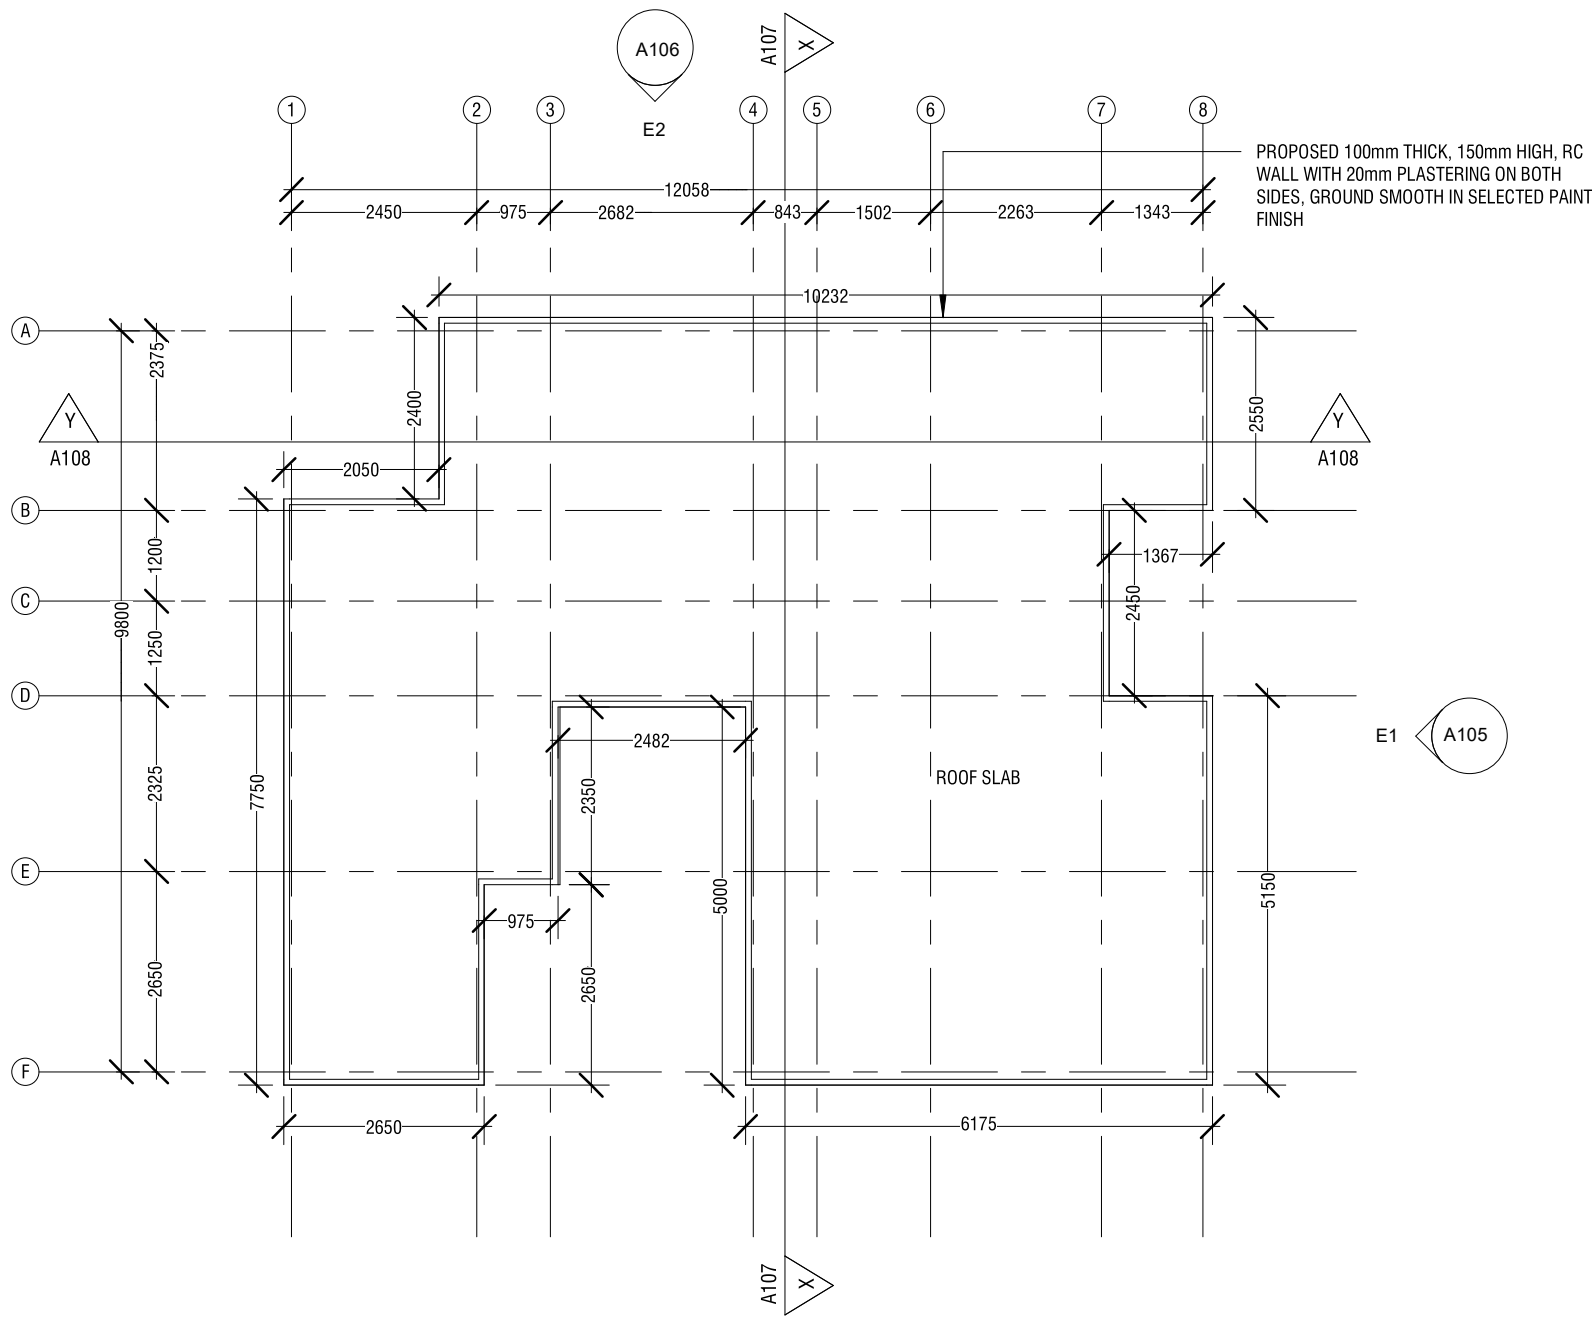 A106
E2
A107
X
1
2
3
4
5
6
7
8
PROPOSED 100mm THICK, 150mm HIGH, RC
WALL WITH 20mm PLASTERING ON BOTH
SIDES, GROUND SMOOTH IN SELECTED PAINT
FINISH
12058
2450
975
2682
843
1502
2263
1343
10232
A
2375
2400
2550
Y
A108
Y
A108
2050
B
1200
1367
C
9800
2450
1250
D
2482
E1
A105
2325
7750
2350
ROOF SLAB
E
5000
5150
975
2650
2650
F
2650
6175
A107
X